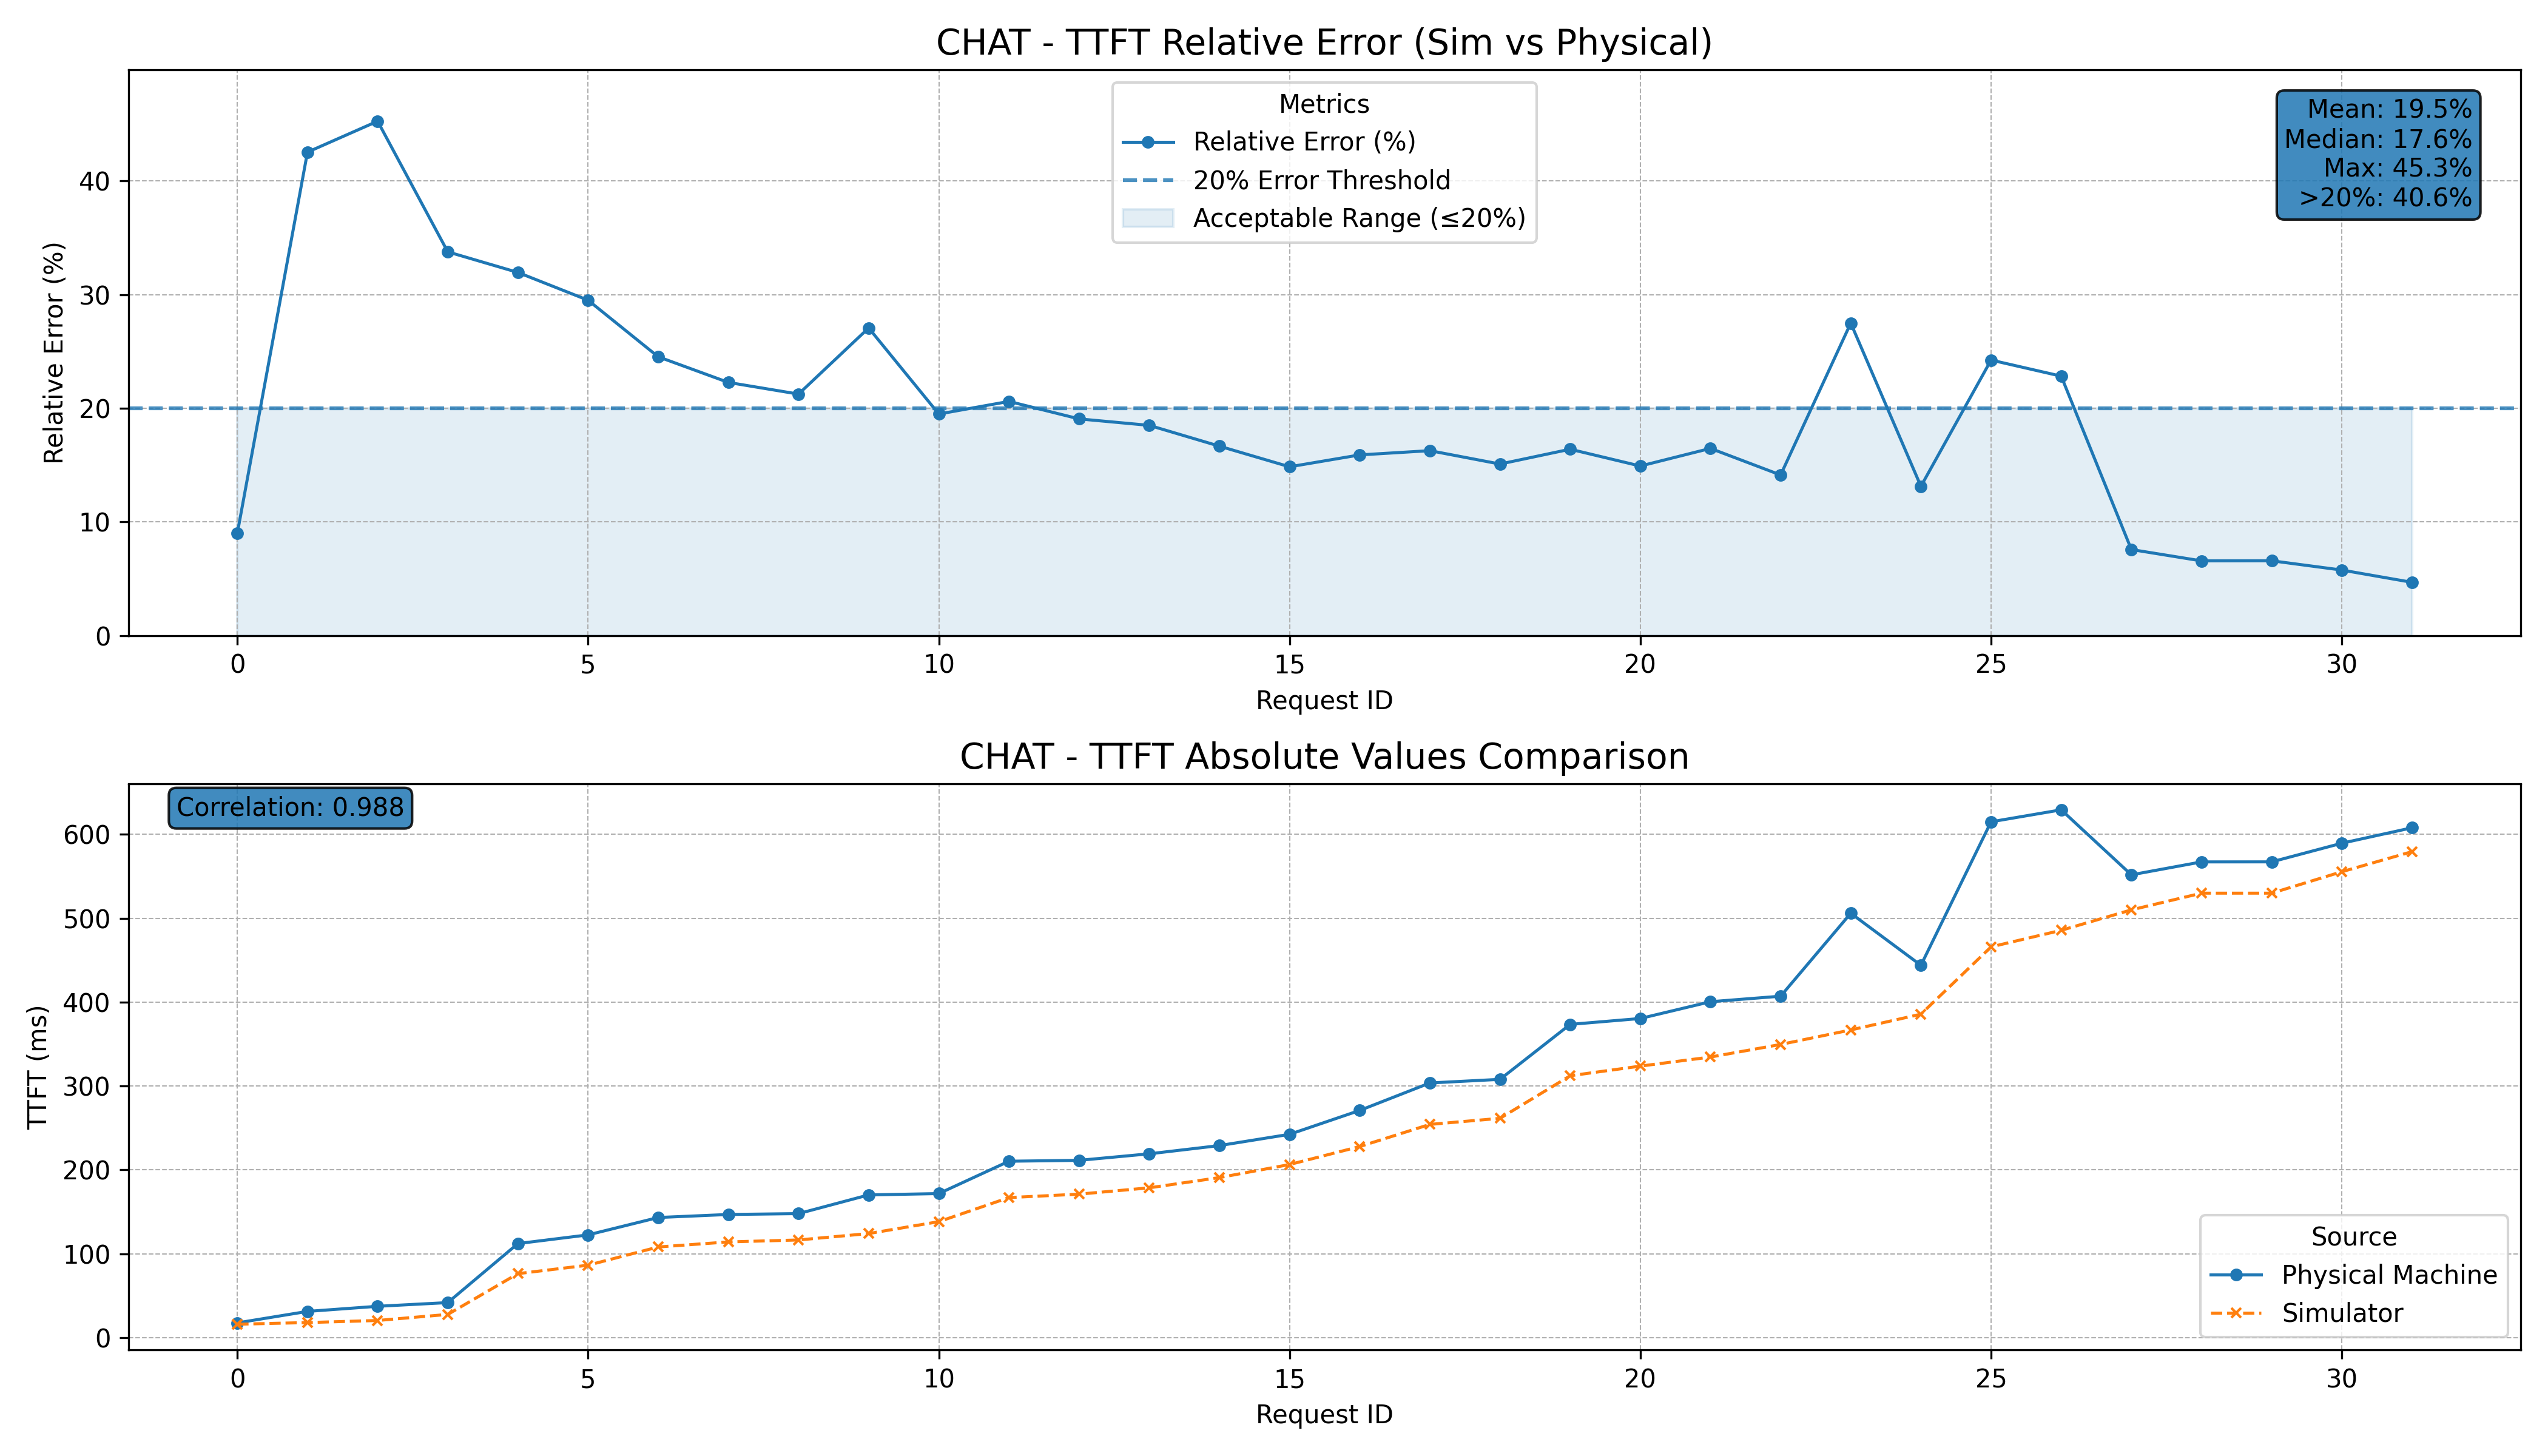 CHAT - TTFT Relative Error (Sim vs Physical)
Metrics
Relative Error (%)
20% Error Threshold
Acceptable Range (≤20%)
Mean: 19.5%
Median: 17.6%
Max: 45.3%
>20%: 40.6%
Relative Error (%)
40
30
20
10
0
0 5 10 15 20 25 30
Request ID
CHAT - TTFT Absolute Values Comparison
Correlation: 0.988
TTFT (ms)
600
500
400
300
200
100
0
Source
Physical Machine
Simulator
0 5 10 15 20 25 30
Request ID